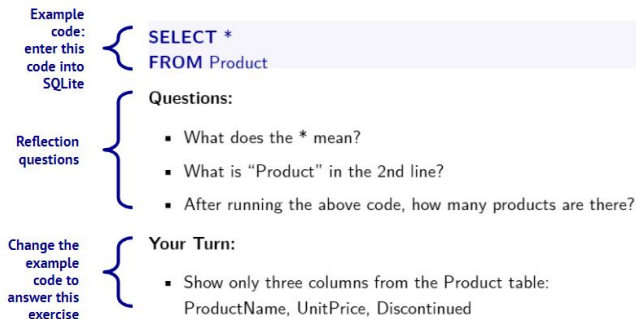 Example
code:
enter this
code into
SQLite
SELECT *
FROM Product
Questions:
Reflection
questions
▪ What does the * mean?
▪ What is “Product” in the 2nd line?
▪ After running the above code, how many products are there?
Change the
example
code to
answer this
exercise
Your Turn:
▪ Show only three columns from the Product table:
ProductName, UnitPrice, Discontinued